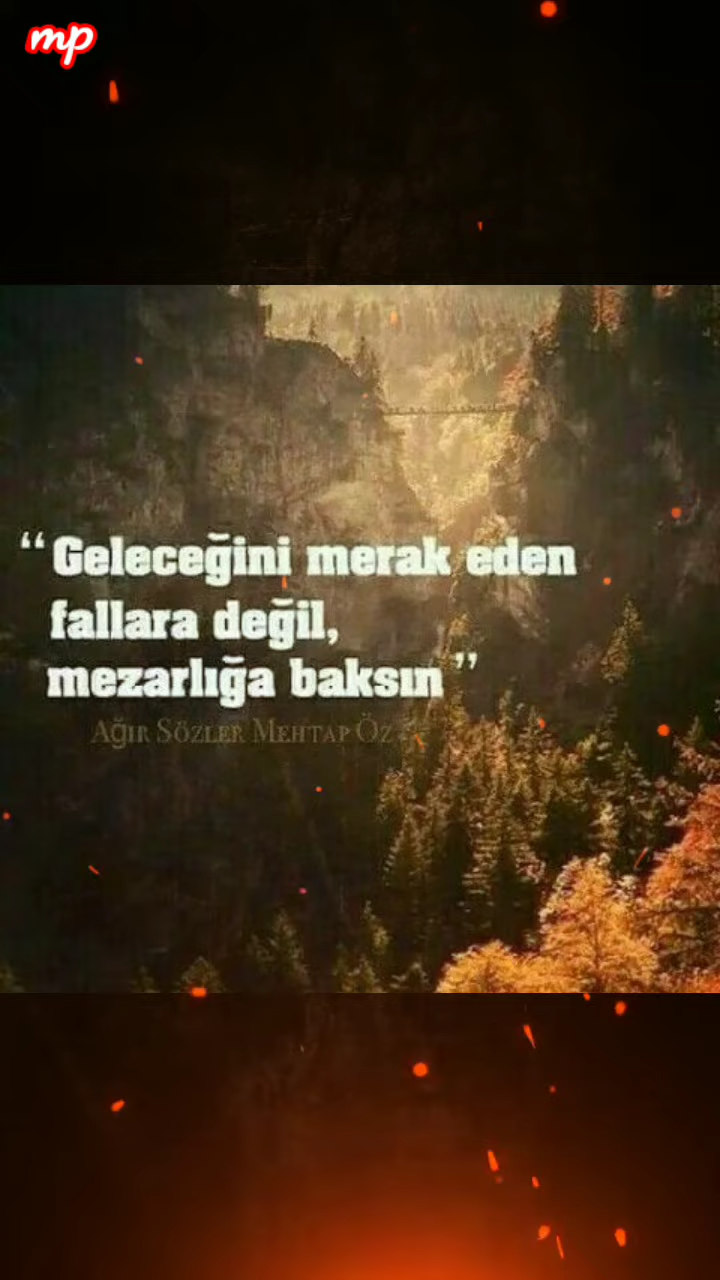 mp
“Geleceğini merak eden
fallara değil,
mezarlığa baksın”
Ağır Sözler Mehtap Öz